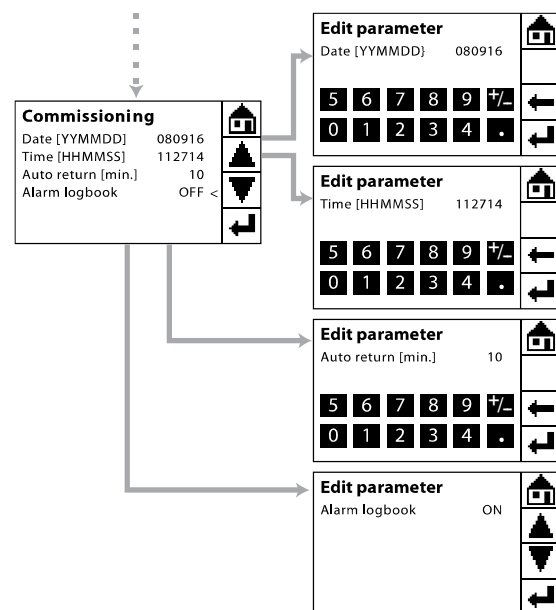 Commissioning
Date [YYMMDD] 080916
Time [HHMMSS] 112714
Auto return [min.] 10
Alarm logbook OFF <
Edit parameter
Date [YYMMDD} 080916
5 6 7 8 9 +/-
0 1 2 3 4 .
Edit parameter
Time [HHMMSS] 112714
5 6 7 8 9 +/-
0 1 2 3 4 .
Edit parameter
Auto return [min.] 10
5 6 7 8 9 +/-
0 1 2 3 4 .
Edit parameter
Alarm logbook ON